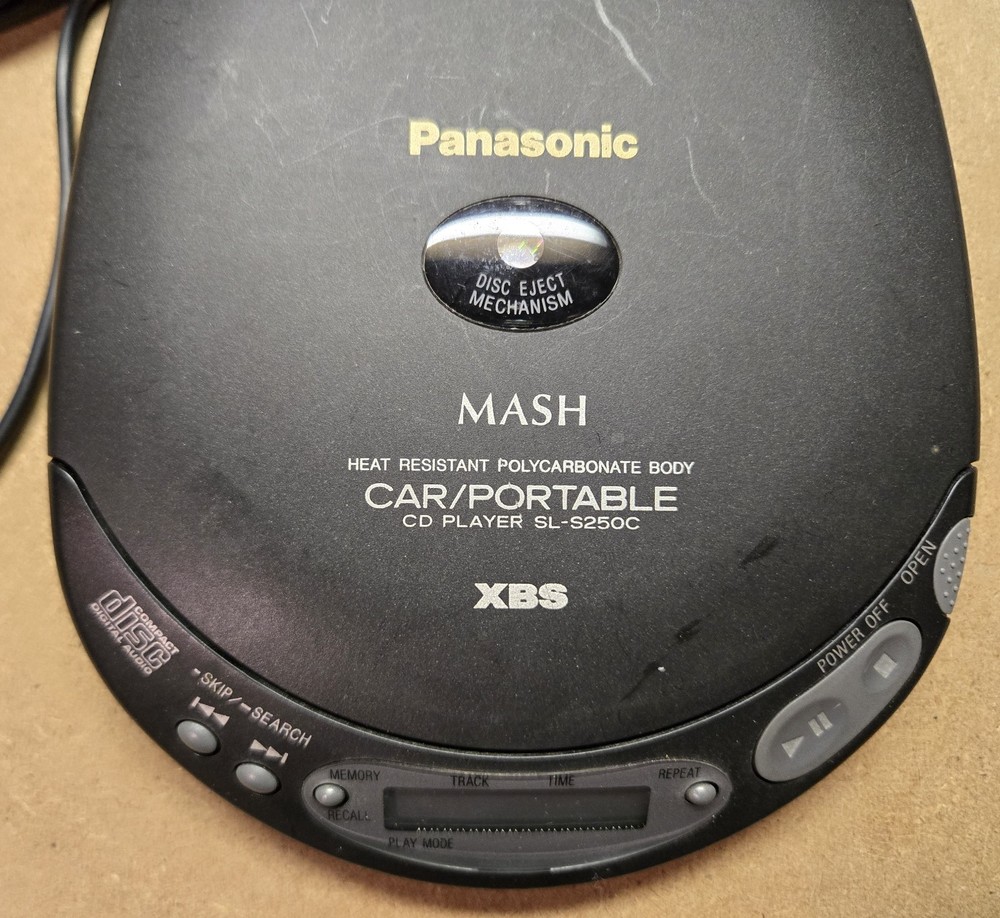 Panasonic
DISC EJECT
MECHANISM
MASH
HEAT RESISTANT POLYCARBONATE BODY
CAR/PORTABLE
CD PLAYER SL-S250C
XBS
OPEN
POWER OFF
COMPACT
disc
DIGITAL AUDIO
-SKIP/-SEARCH
MEMORY
TRACK
TIME
REPEAT
RECALL
PLAY MODE